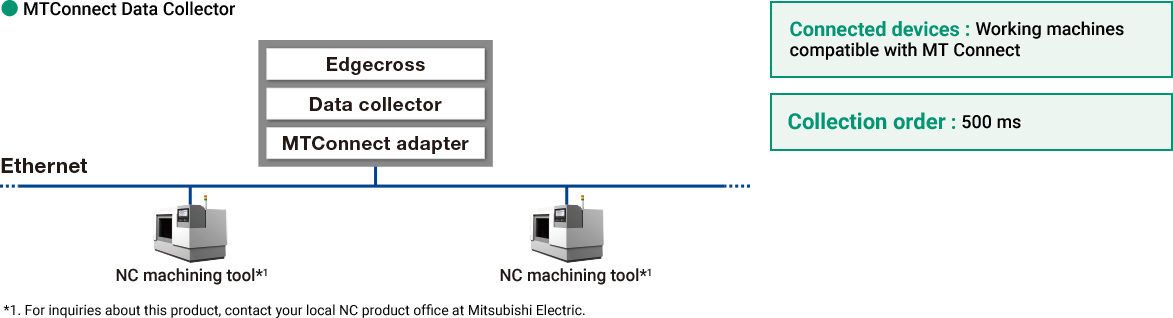 MTConnect Data Collector
Edgecross
Data collector
MTConnect adapter
Ethernet
NC machining tool*1
NC machining tool*1
*1. For inquiries about this product, contact your local NC product office at Mitsubishi Electric.
Connected devices : Working machines
compatible with MT Connect
Collection order : 500 ms